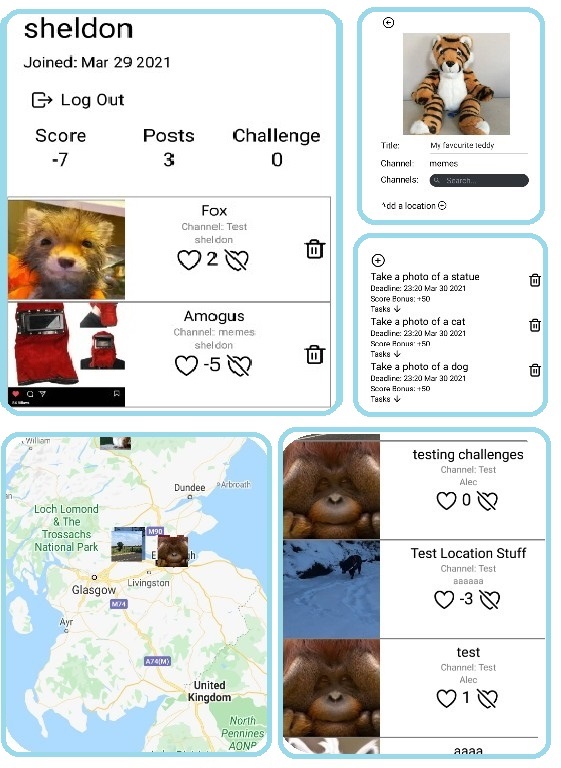 sheldon
Joined: Mar 29 2021
Log Out
Score Posts Challenge
-7 3 0
Fox
Channel: Test
sheldon
2
Amogus
Channel: memes
sheldon
-5
Title: My favourite teddy
Channel: memes
Channels: Search...
Add a location
Take a photo of a statue
Deadline: 23:20 Mar 30 2021
Score Bonus: +50
Tasks ↓
Take a photo of a cat
Deadline: 23:20 Mar 30 2021
Score Bonus: +50
Tasks ↓
Take a photo of a dog
Deadline: 23:20 Mar 30 2021
Score Bonus: +50
Tasks ↓
William
Dundee
Arbroath
Loch Lomond
& The
Trossachs
National Park
M90
Livingston
Glasgow
M74
Ayr
A74(M)
United
Kingdom
North
Pennines
AONP
testing challenges
Channel: Test
Alec
0
Test Location Stuff
Channel: Test
aaaaaa
-3
test
Channel: Test
Alec
1
aaaa